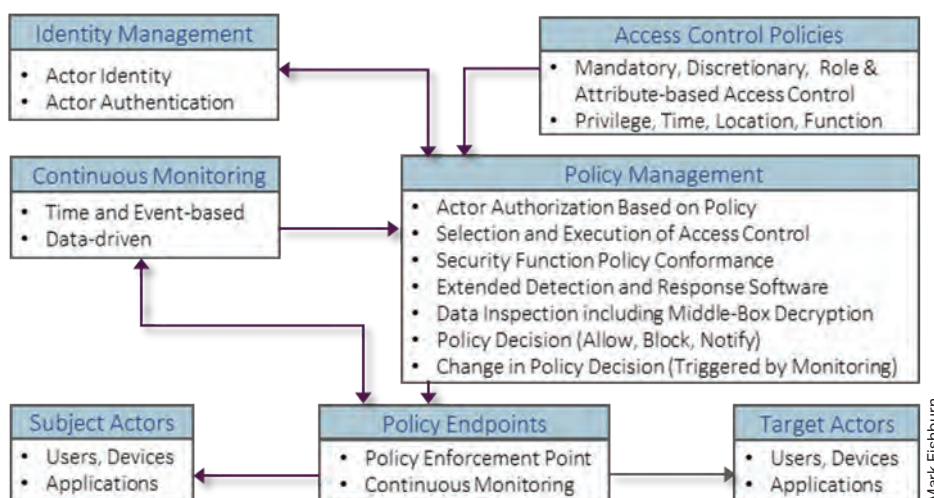 Identity Management
• Actor Identity
• Actor Authentication
Access Control Policies
• Mandatory, Discretionary, Role &
Attribute-based Access Control
• Privilege, Time, Location, Function
Continuous Monitoring
• Time and Event-based
• Data-driven
Policy Management
• Actor Authorization Based on Policy
• Selection and Execution of Access Control
• Security Function Policy Conformance
• Extended Detection and Response Software
• Data Inspection including Middle-Box Decryption
• Policy Decision (Allow, Block, Notify)
• Change in Policy Decision (Triggered by Monitoring)
Subject Actors
• Users, Devices
• Applications
Policy Endpoints
• Policy Enforcement Point
• Continuous Monitoring
Target Actors
• Users, Devices
• Applications
Mark Fishburn